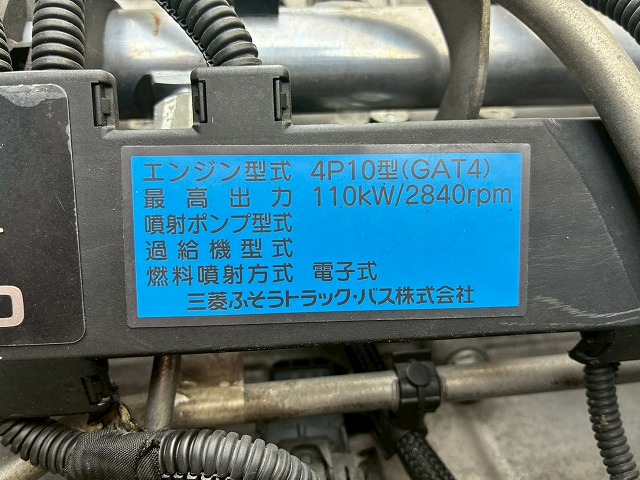 エンジン型式 4P10型(GAT4)
最高出力 110kW/2840rpm
噴射ポンプ型式
過給機型式
燃料噴射方式 電子式
三菱ふそうトラック・バス株式会社